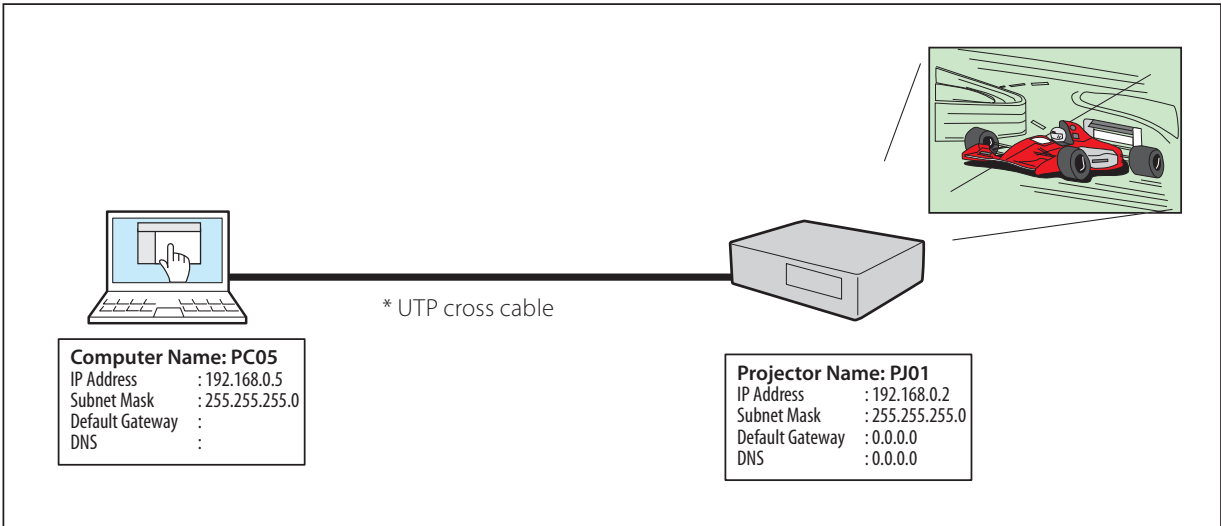 * UTP cross cable
Computer Name: PC05
IP Address : 192.168.0.5
Subnet Mask : 255.255.255.0
Default Gateway :
DNS :
Projector Name: PJ01
IP Address : 192.168.0.2
Subnet Mask : 255.255.255.0
Default Gateway : 0.0.0.0
DNS : 0.0.0.0